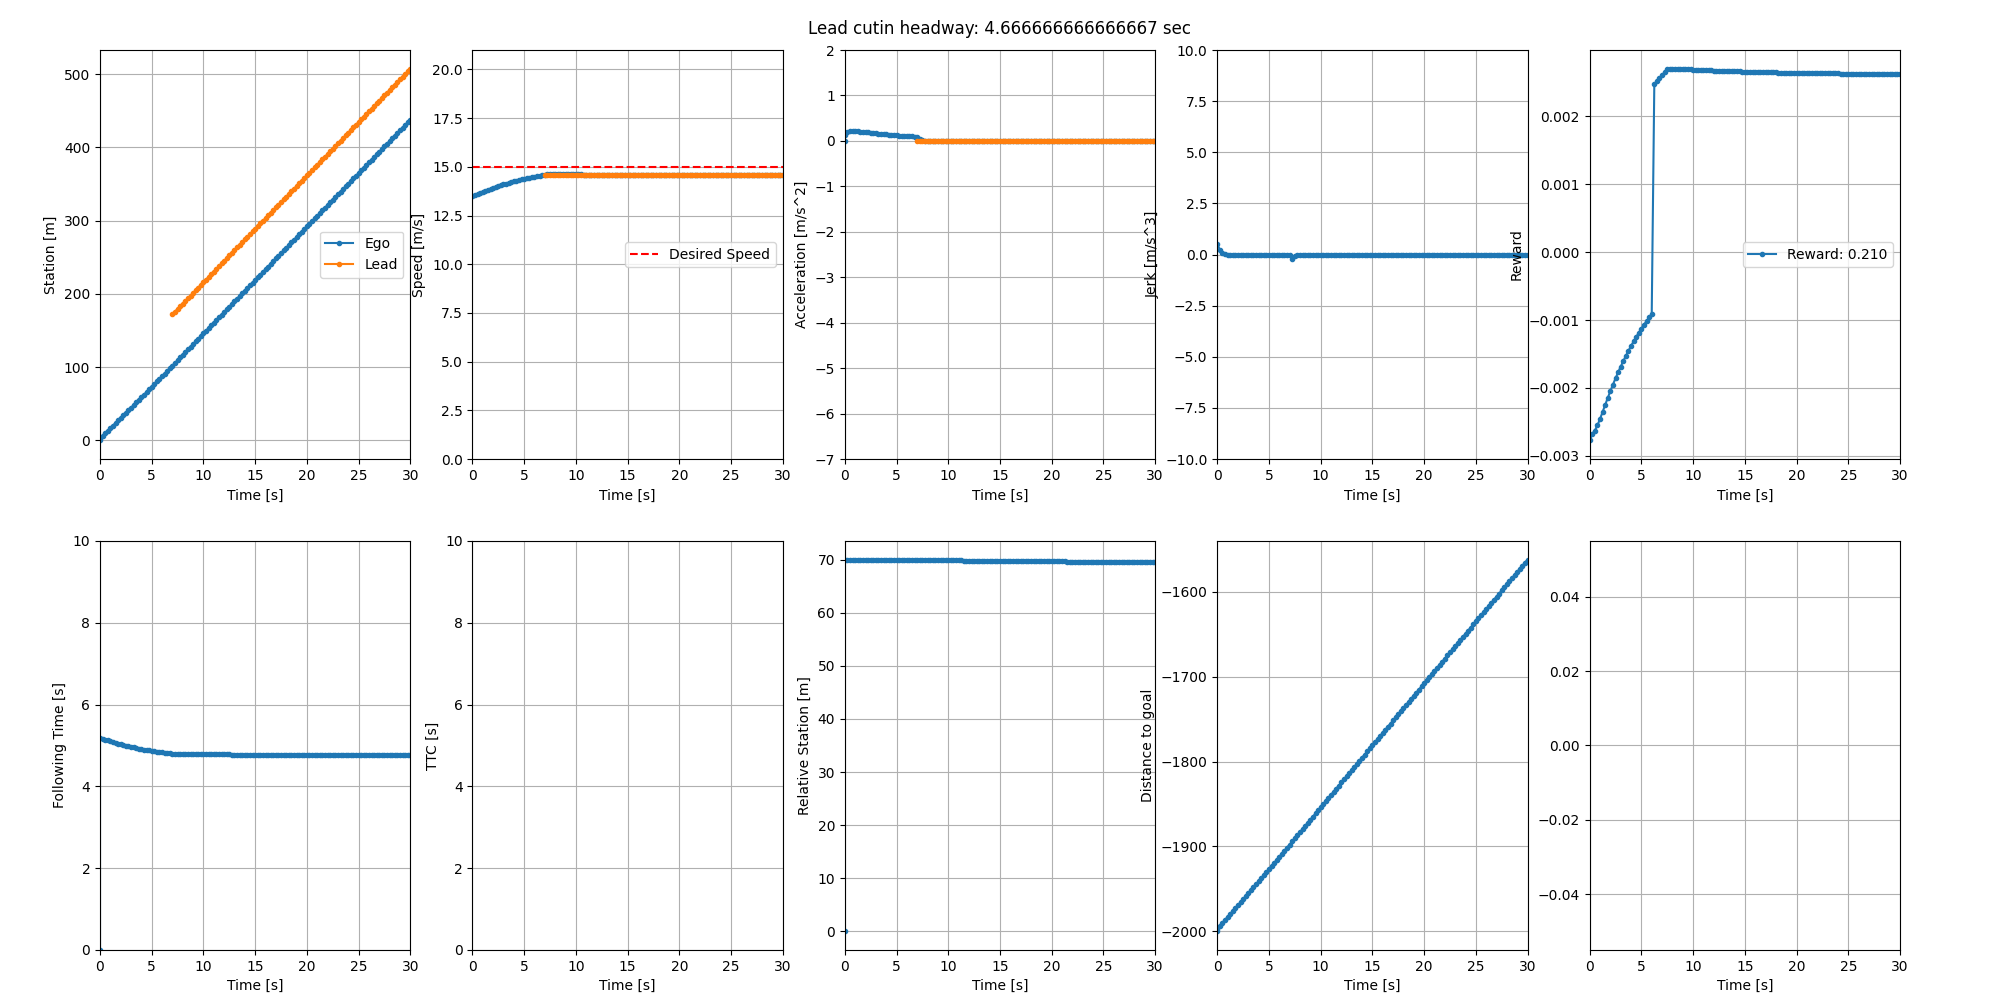 Lead cutin headway: 4.666666666666667 sec
Station [m]
500
400
300
200
100
0
Ego
Lead
0 5 10 15 20 25 30
Time [s]
Speed [m/s]
20.0
17.5
15.0
12.5
10.0
7.5
5.0
2.5
0.0
Desired Speed
0 5 10 15 20 25 30
Time [s]
Acceleration [m/s^2]
2
1
0
−1
−2
−3
−4
−5
−6
−7
0 5 10 15 20 25 30
Time [s]
Jerk [m/s^3]
10.0
7.5
5.0
2.5
0.0
−2.5
−5.0
−7.5
−10.0
0 5 10 15 20 25 30
Time [s]
Reward
0.002
0.001
0.000
−0.001
−0.002
−0.003
Reward: 0.210
0 5 10 15 20 25 30
Time [s]
Following Time [s]
10
8
6
4
2
0
0 5 10 15 20 25 30
Time [s]
TTC [s]
10
8
6
4
2
0
0 5 10 15 20 25 30
Time [s]
Relative Station [m]
70
60
50
40
30
20
10
0
0 5 10 15 20 25 30
Time [s]
Distance to goal
−1600
−1700
−1800
−1900
−2000
0 5 10 15 20 25 30
Time [s]
0.04
0.02
0.00
−0.02
−0.04
0 5 10 15 20 25 30
Time [s]